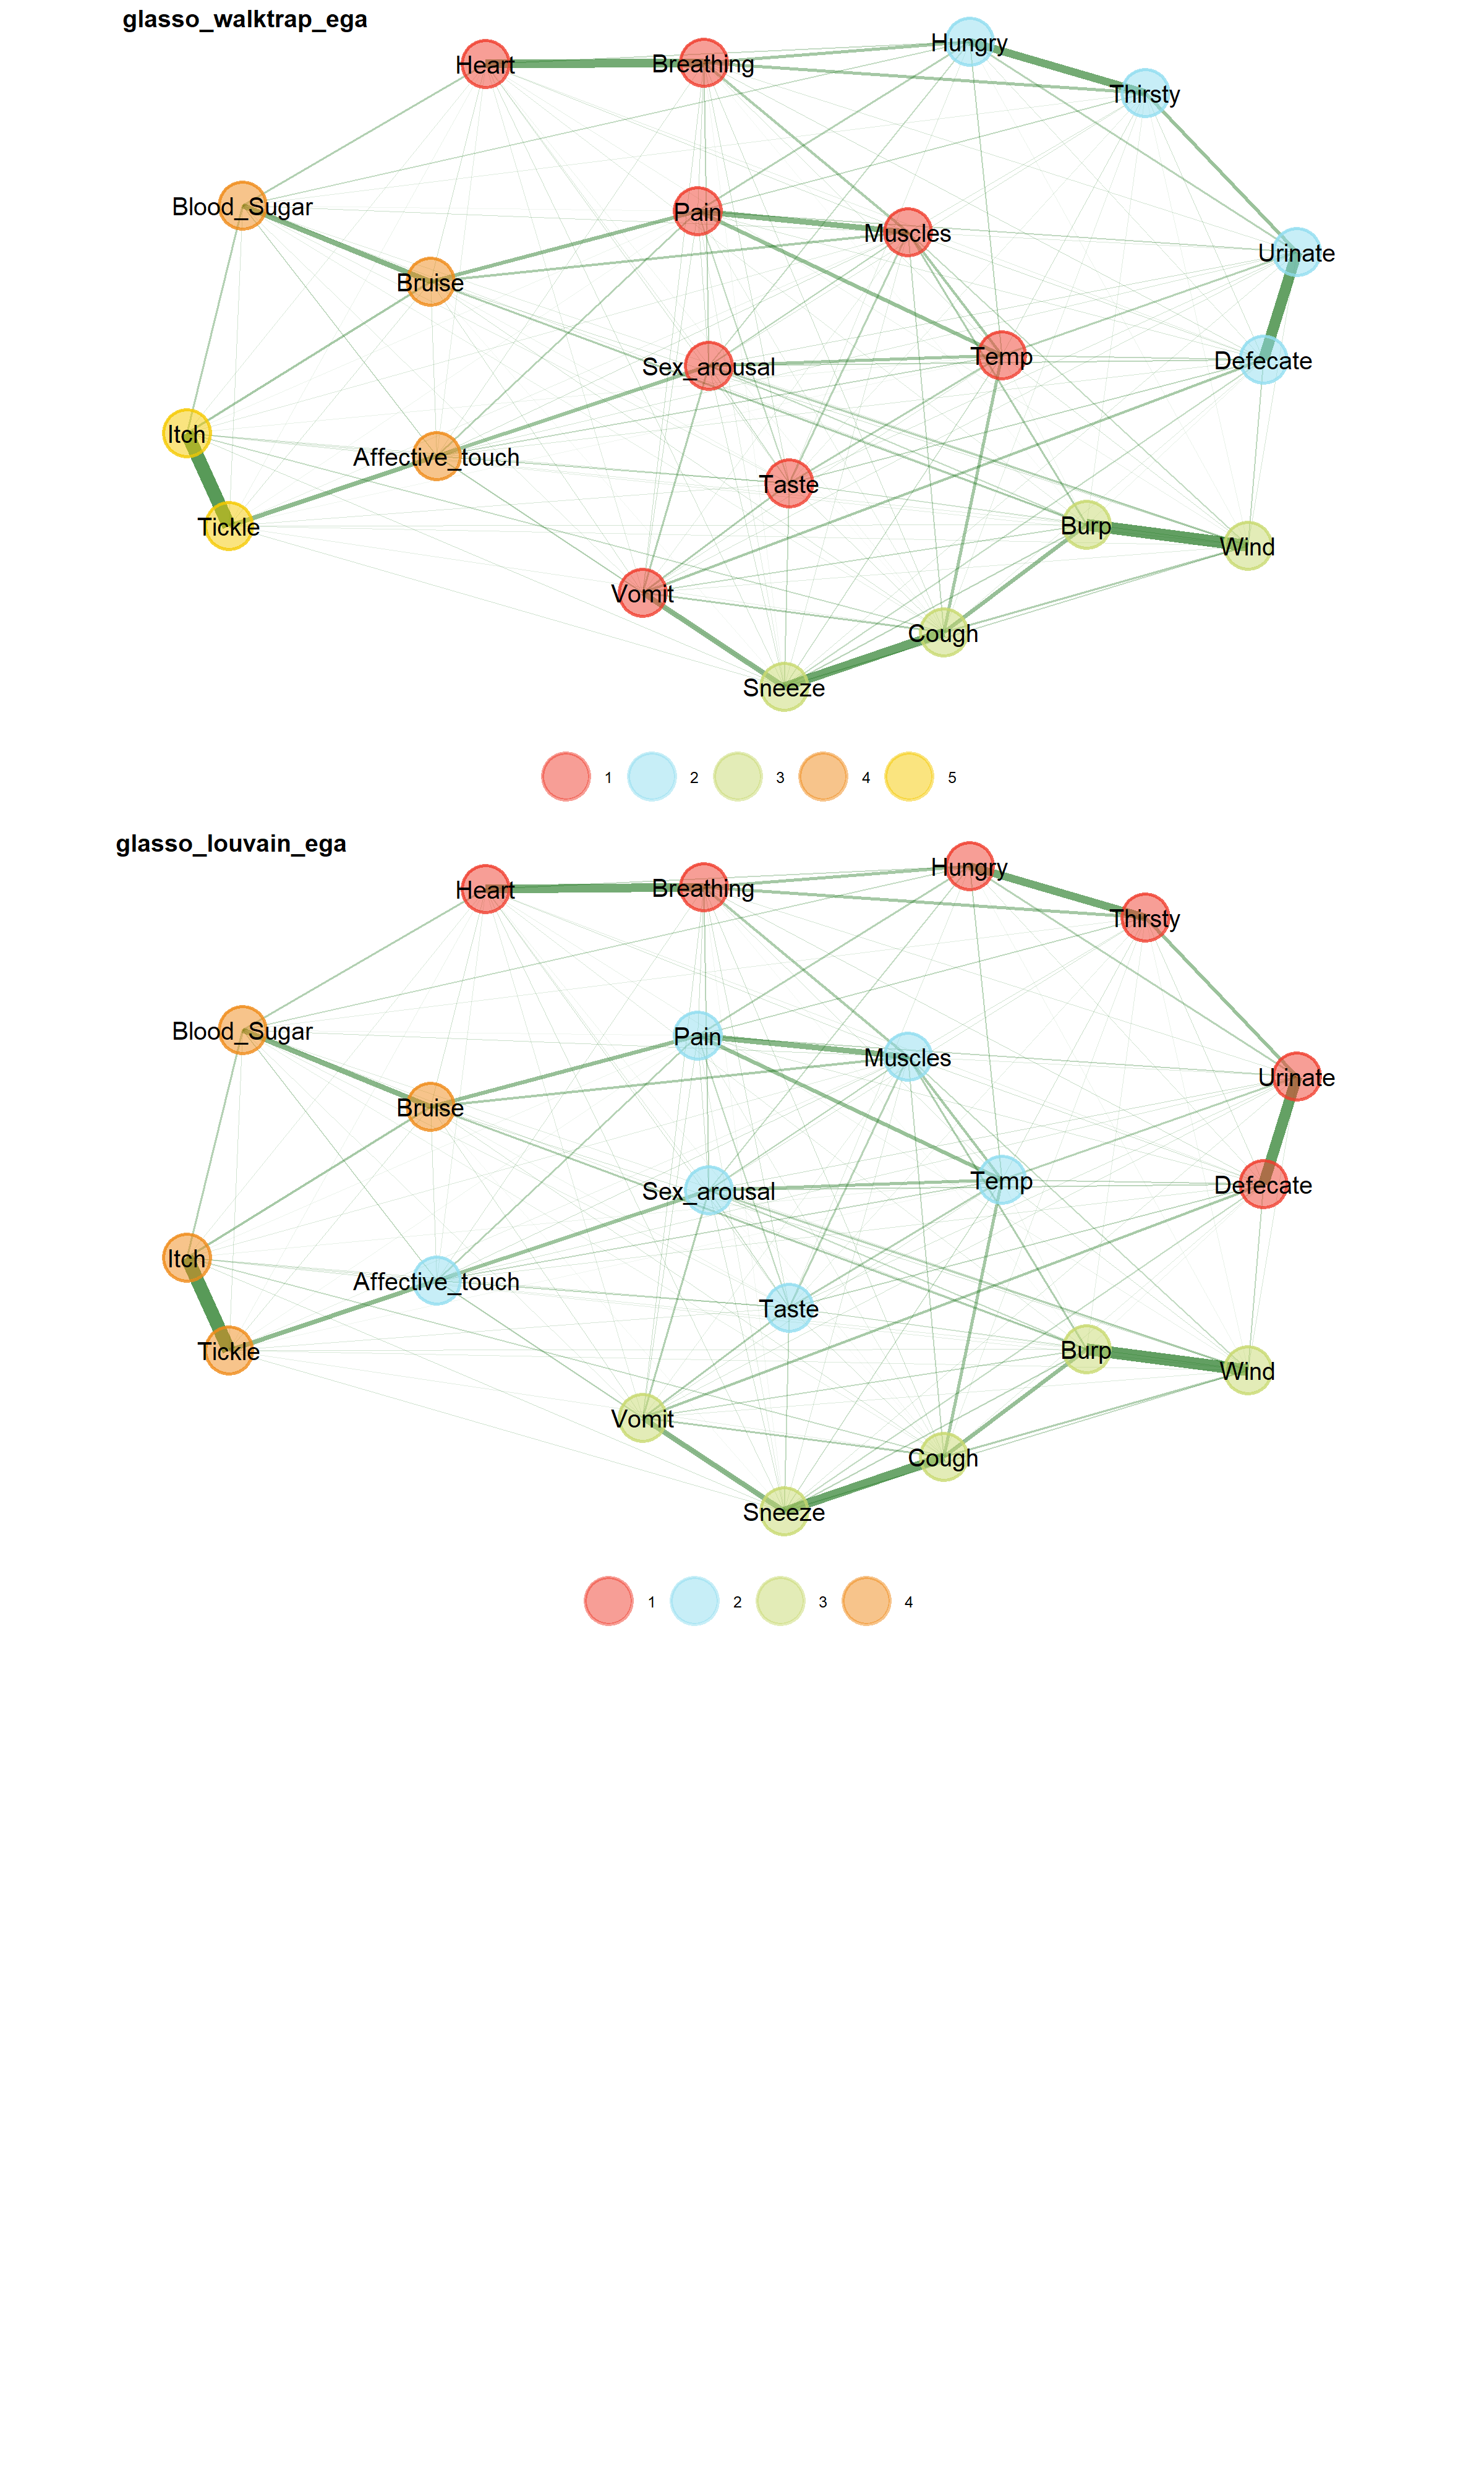 glasso_walktrap_ega
Hungry
Heart
Breathing
Thirsty
Blood_Sugar
Pain
Muscles
Urinate
Bruise
Temp
Defecate
Sex_arousal
Itch
Affective_touch
Taste
Tickle
Burp
Wind
Vomit
Cough
Sneeze
1 2 3 4 5
glasso_louvain_ega
Hungry
Heart
Breathing
Thirsty
Blood_Sugar
Pain
Muscles
Urinate
Bruise
Temp
Defecate
Sex_arousal
Itch
Affective_touch
Taste
Tickle
Burp
Wind
Vomit
Cough
Sneeze
1 2 3 4